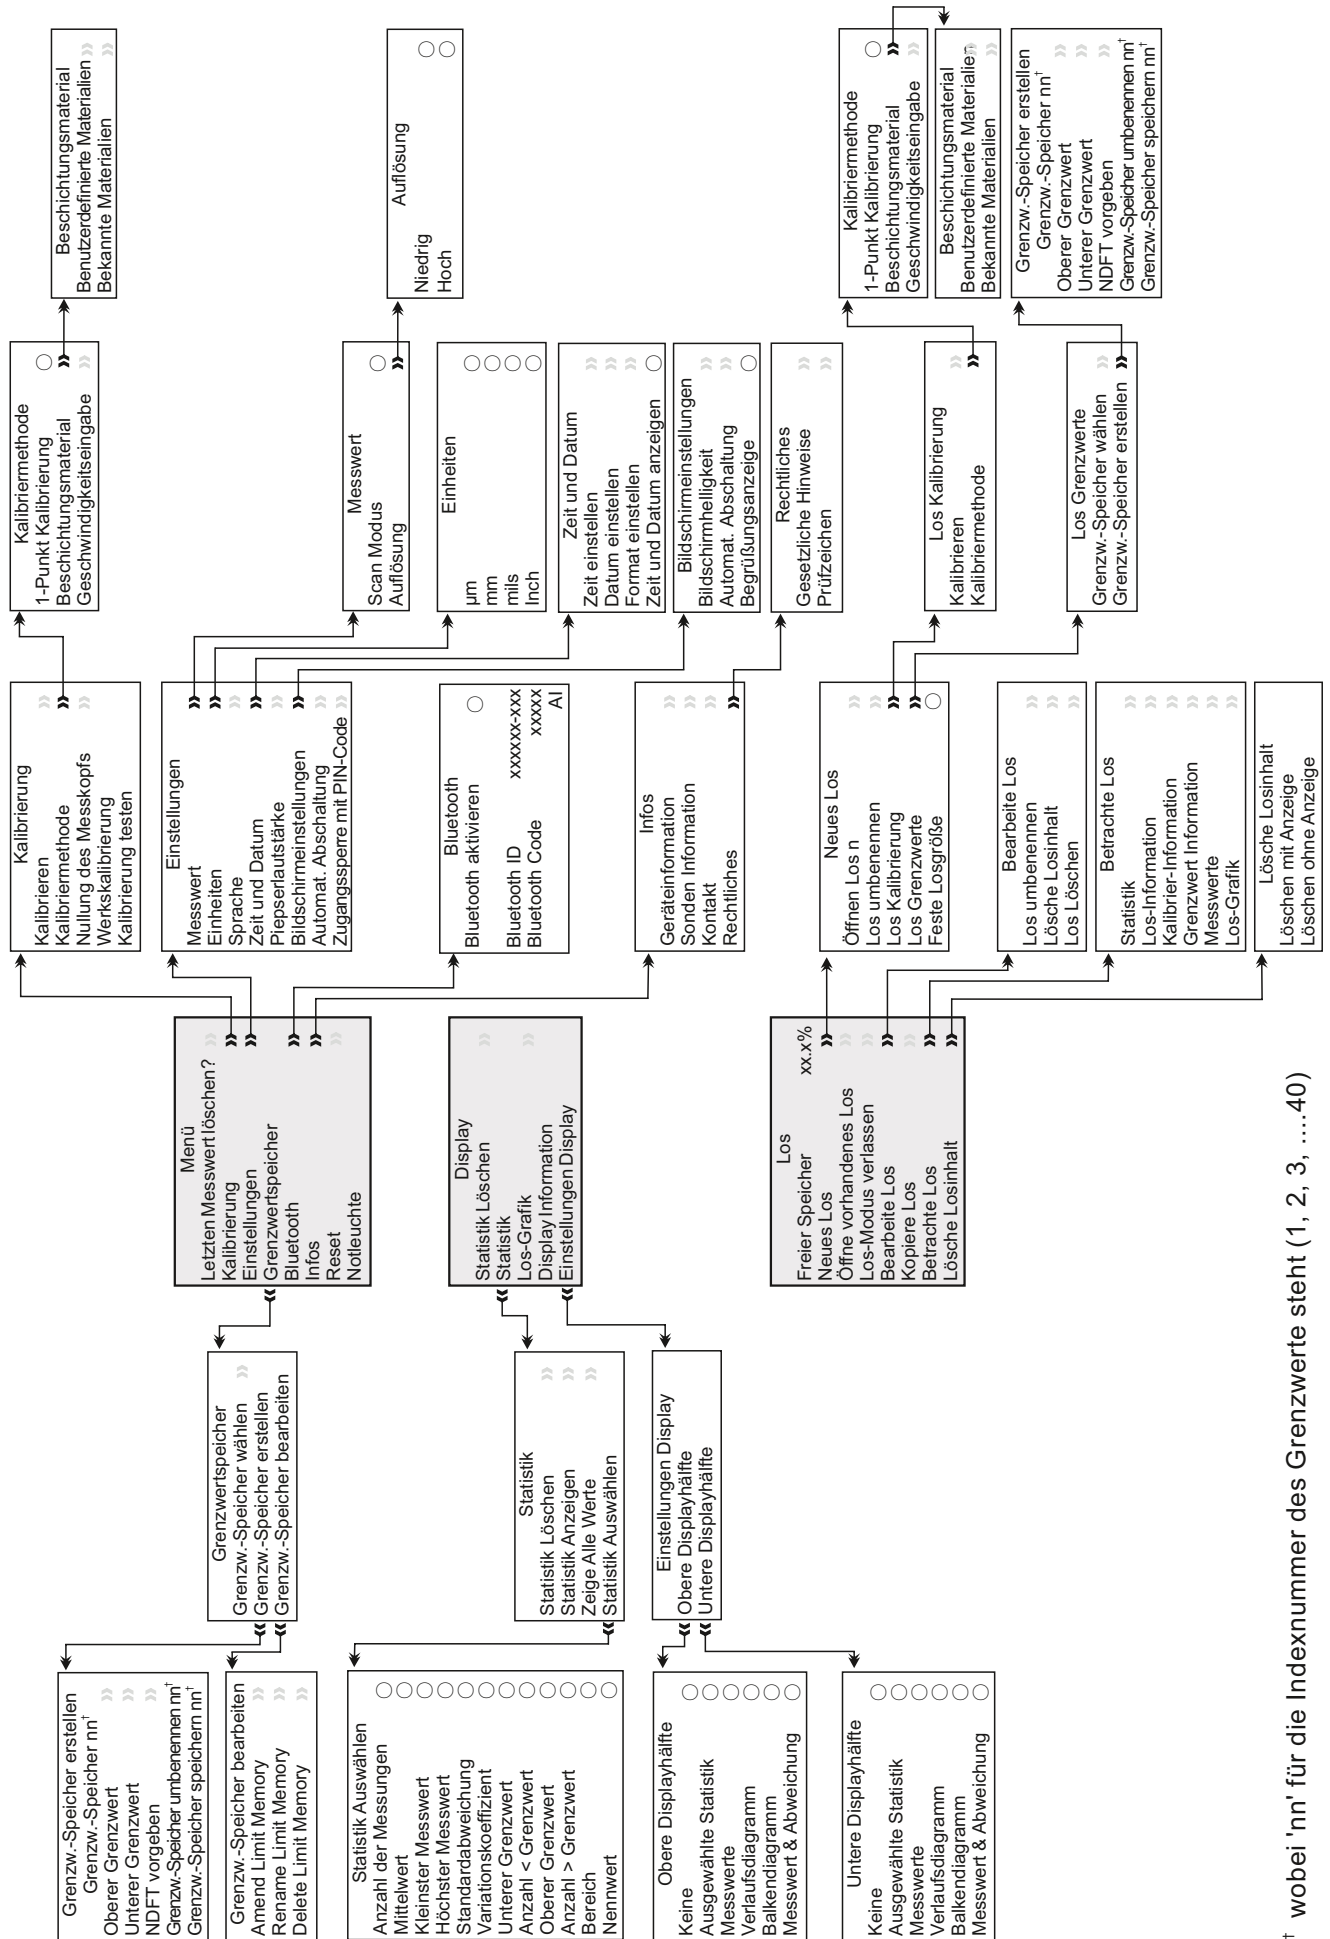 Grenzw.-Speicher erstellen
Grenzw.-Speicher nn†
Oberer Grenzwert
Unterer Grenzwert
NDFT vorgeben
Grenzw.-Speicher umbenennen nn†
Grenzw.-Speicher speichern nn†
Grenzw.-Speicher bearbeiten
Amend Limit Memory
Rename Limit Memory
Delete Limit Memory
Statistik Auswählen
Anzahl der Messungen
Mittelwert
Kleinster Messwert
Höchster Messwert
Standardabweichung
Variationskoeffizient
Unterer Grenzwert
Anzahl < Grenzwert
Oberer Grenzwert
Anzahl > Grenzwert
Bereich
Nennwert
Obere Displayhälfte
Keine
Ausgewählte Statistik
Messwerte
Verlaufsdiagramm
Balkendiagramm
Messwert & Abweichung
Untere Displayhälfte
Keine
Ausgewählte Statistik
Messwerte
Verlaufsdiagramm
Balkendiagramm
Messwert & Abweichung
Grenzwertspeicher
Grenzw.-Speicher wählen
Grenzw.-Speicher erstellen
Grenzw.-Speicher bearbeiten
Statistik
Statistik Löschen
Statistik Anzeigen
Zeige Alle Werte
Statistik Auswählen
Einstellungen Display
Obere Displayhälfte
Untere Displayhälfte
Menü
Letzten Messwert löschen?
Kalibrierung
Einstellungen
Grenzwertspeicher
Bluetooth
Infos
Reset
Notleuchte
Display
Statistik Löschen
Statistik
Los-Grafik
Display Information
Einstellungen Display
Los
Freier Speicher xx.x%
Neues Los
Öffne vorhandenes Los
Los-Modus verlassen
Bearbeite Los
Kopiere Los
Betrachte Los
Lösche Losinhalt
Kalibrierung
Kalibrieren
Kalibriermethode
Nullung des Messkopfs
Werkskalibrierung
Kalibrierung testen
Einstellungen
Messwert
Einheiten
Sprache
Zeit und Datum
Piepserlautstärke
Bildschirmeinstellungen
Automat. Abschaltung
Zugangssperre mit PIN-Code
Bluetooth
Bluetooth aktivieren
Bluetooth ID xxxxxx-xxx
Bluetooth Code xxxxx
AI
Infos
Geräteinformation
Sonden Information
Kontakt
Rechtliches
Neues Los
Öffnen Los n
Los umbenennen
Los Kalibrierung
Los Grenzwerte
Feste Losgröße
Bearbeite Los
Los umbenennen
Lösche Losinhalt
Los Löschen
Betrachte Los
Statistik
Los-Information
Kalibrier-Information
Grenzwert Information
Messwerte
Los-Grafik
Lösche Losinhalt
Löschen mit Anzeige
Löschen ohne Anzeige
Kalibriermethode
1-Punkt Kalibrierung
Beschichtungsmaterial
Geschwindigkeitseingabe
Messwert
Scan Modus
Auflösung
Einheiten
µm
mm
mils
Inch
Zeit und Datum
Zeit einstellen
Datum einstellen
Format einstellen
Zeit und Datum anzeigen
Bildschirmeinstellungen
Bildschirmhelligkeit
Automat. Abschaltung
Begrüßungsanzeige
Rechtliches
Gesetzliche Hinweise
Prüfzeichen
Los Kalibrierung
Kalibrieren
Kalibriermethode
Los Grenzwerte
Grenzw.-Speicher wählen
Grenzw.-Speicher erstellen
Beschichtungsmaterial
Benutzerdefinierte Materialien
Bekannte Materialien
Auflösung
Niedrig
Hoch
Kalibriermethode
1-Punkt Kalibrierung
Beschichtungsmaterial
Geschwindigkeitseingabe
Beschichtungsmaterial
Benutzerdefinierte Materialien
Bekannte Materialien
Grenzw.-Speicher erstellen
Grenzw.-Speicher nn†
Oberer Grenzwert
Unterer Grenzwert
NDFT vorgeben
Grenzw.-Speicher umbenennen nn†
Grenzw.-Speicher speichern nn†
† wobei 'nn' für die Indexnummer des Grenzwerte steht (1, 2, 3, ....40)